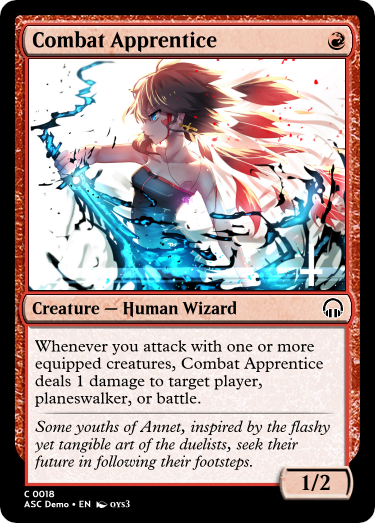 Combat Apprentice
Creature — Human Wizard
Whenever you attack with one or more
equipped creatures, Combat Apprentice
deals 1 damage to target player,
planeswalker, or battle.
Some youths of Annet, inspired by the flashy
yet tangible art of the duelists, seek their
future in following their footsteps.
1/2
C 0018
ASC Demo • EN oys3